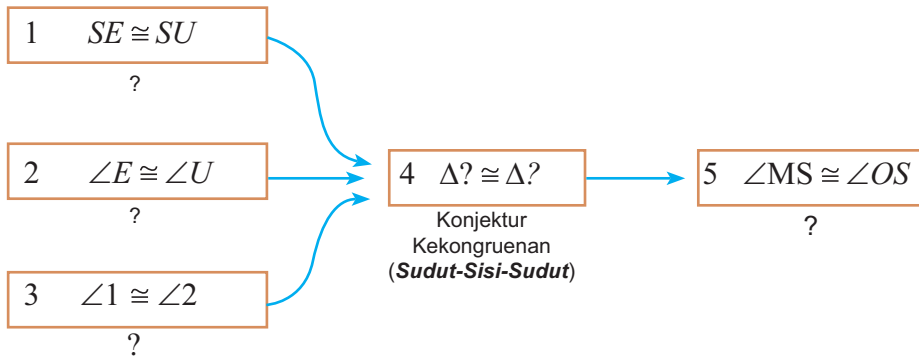 1 SE ≅ SU
?
2 ∠E ≅ ∠U
?
3 ∠1 ≅ ∠2
?
4 Δ? ≅ Δ?
Konjektur
Kekongruenan
(Sudut-Sisi-Sudut)
5 ∠MS ≅ ∠OS
?